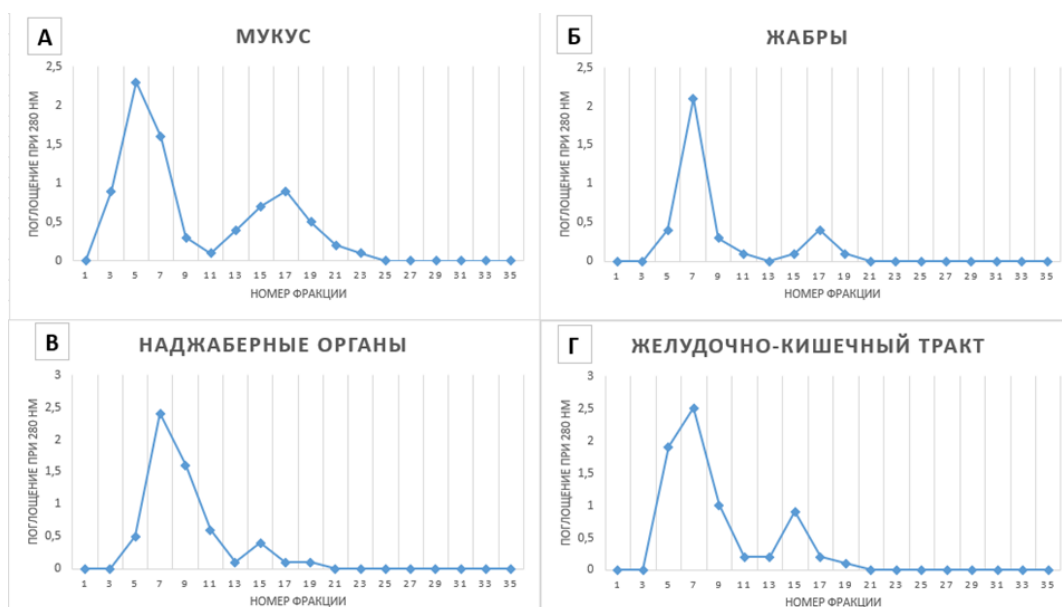 А
МУКУС
ПОГЛОЩЕНИЕ ПРИ 280 НМ
2,5
2
1,5
1
0,5
0
1 3 5 7 9 11 13 15 17 19 21 23 25 27 29 31 33 35
НОМЕР ФРАКЦИИ
Б
ЖАБРЫ
ПОГЛОЩЕНИЕ ПРИ 280 НМ
2,5
2
1,5
1
0,5
0
1 3 5 7 9 11 13 15 17 19 21 23 25 27 29 31 33 35
НОМЕР ФРАКЦИИ
В
НАДЖАБЕРНЫЕ ОРГАНЫ
ПОГЛОЩЕНИЕ ПРИ 280 НМ
3
2,5
2
1,5
1
0,5
0
1 3 5 7 9 11 13 15 17 19 21 23 25 27 29 31 33 35
НОМЕР ФРАКЦИИ
Г
ЖЕЛУДОЧНО-КИШЕЧНЫЙ ТРАКТ
ПОГЛОЩЕНИЕ ПРИ 280 НМ
3
2,5
2
1,5
1
0,5
0
1 3 5 7 9 11 13 15 17 19 21 23 25 27 29 31 33 35
НОМЕР ФРАКЦИИ